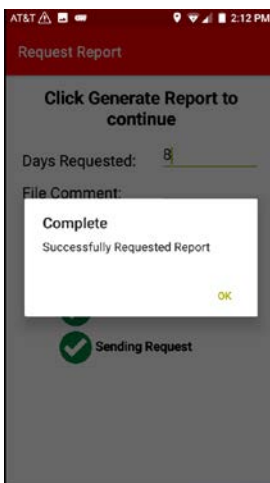 AT&T 2:12 PM
Request Report
Click Generate Report to
continue
Days Requested: 8
File Comment:
Complete
Successfully Requested Report
OK
Sending Request